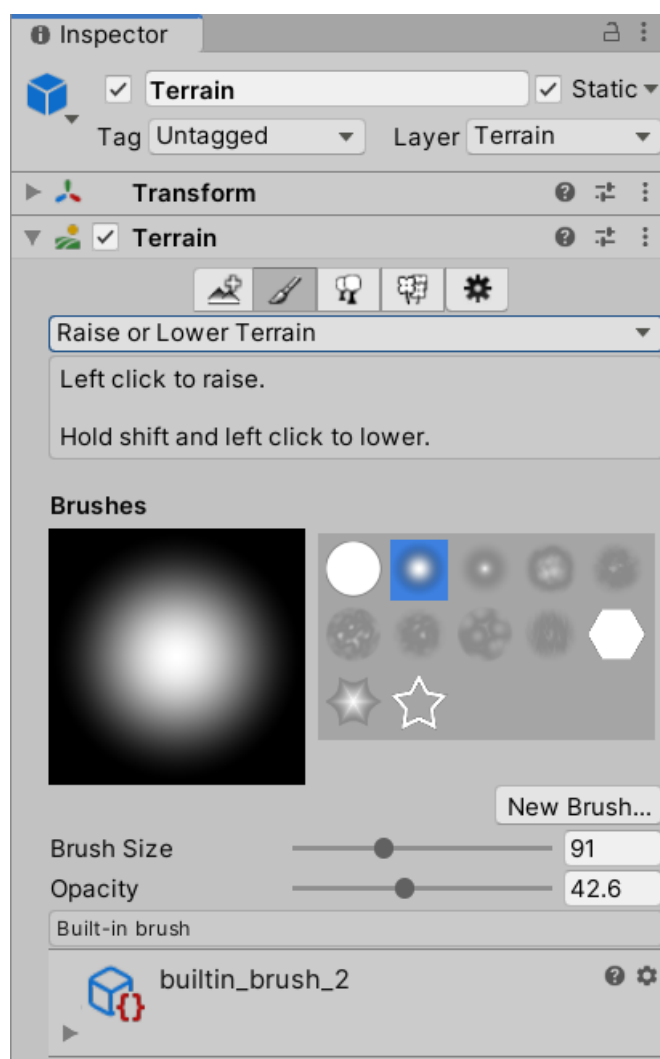 Inspector
Terrain Static
Tag Untagged Layer Terrain
Transform
Terrain
Raise or Lower Terrain
Left click to raise.
Hold shift and left click to lower.
Brushes
New Brush...
Brush Size 91
Opacity 42.6
Built-in brush
builtin_brush_2